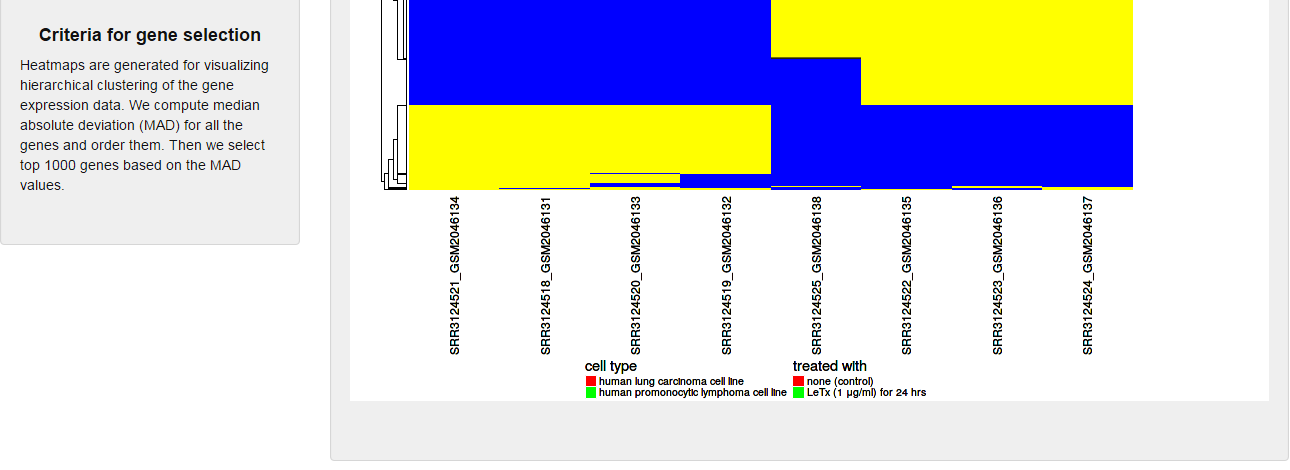 Criteria for gene selection
Heatmaps are generated for visualizing
hierarchical clustering of the gene
expression data. We compute median
absolute deviation (MAD) for all the
genes and order them. Then we select
top 1000 genes based on the MAD
values.
SRR3124521_GSM2046134
SRR3124518_GSM2046131
SRR3124520_GSM2046133
SRR3124519_GSM2046132
SRR3124525_GSM2046138
SRR3124522_GSM2046135
SRR3124523_GSM2046136
SRR3124524_GSM2046137
cell type
human lung carcinoma cell line
human promonocytic lymphoma cell line
treated with
none (control)
LeTx (1 µg/ml) for 24 hrs